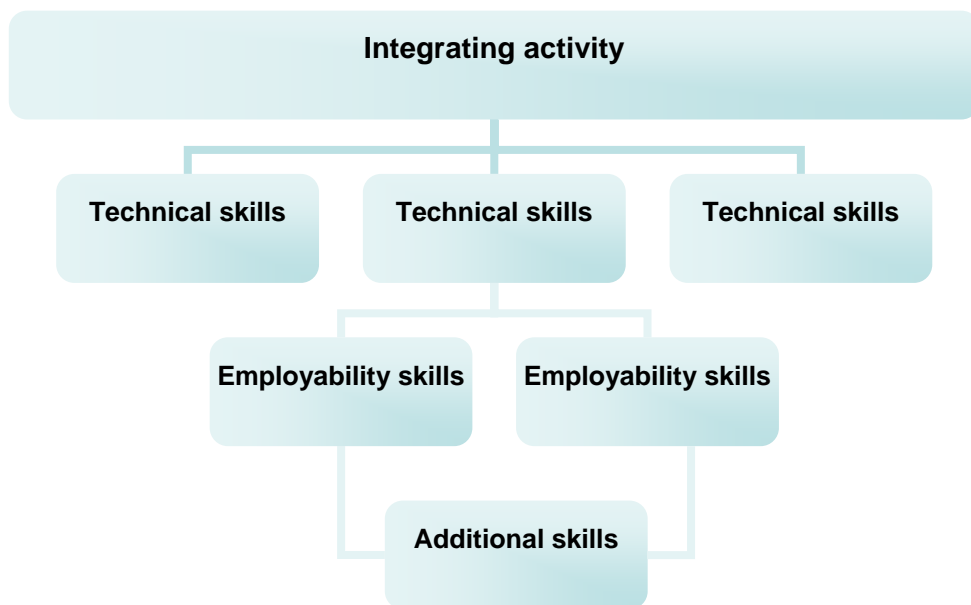 Integrating activity
Technical skills
Technical skills
Technical skills
Employability skills
Employability skills
Additional skills